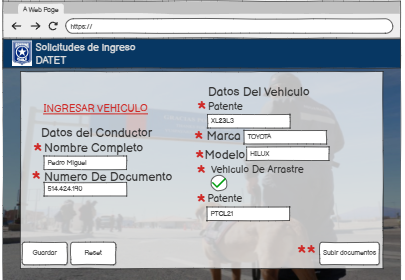 A Web Page
https://
Solicitudes de Ingreso
DATET
INGRESAR VEHICULO
Datos del Conductor
* Nombre Completo
Pedro Miguel
* Numero De Documento
514.424.190
Datos Del Vehiculo
* Patente
XL23L3
* Marca TOYOTA
* Modelo HILUX
* Vehiculo De Arrastre
* Patente
PTCL21
Guardar
Reset
** Subir documentos